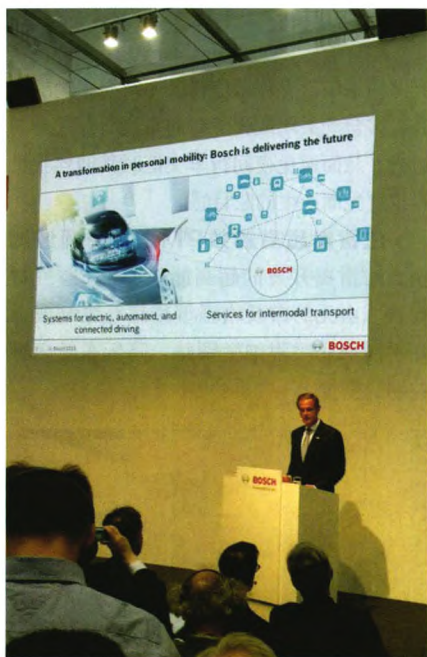 A transformation in personal mobility: Bosch is delivering the future
BOSCH
Systems for electric, automated, and
connected driving
Services for intermodal transport
BOSCH
BOSCH